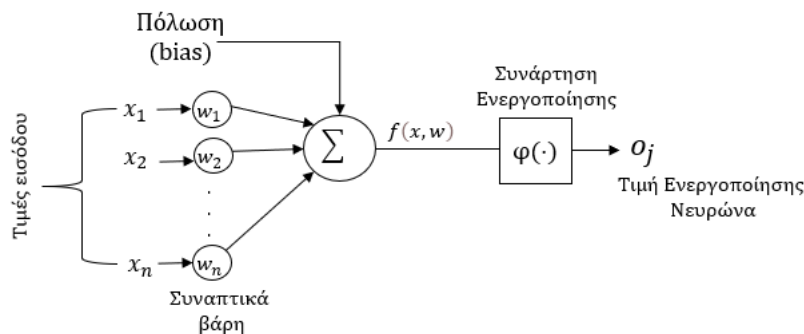 Πόλωση
(bias)
Συνάρτηση
Ενεργοποίησης
Τιμές εισόδου
x₁ w₁
x₂ w₂
.
.
.
.
xₙ wₙ
∑
f(x, w)
φ(·)
oⱼ
Τιμή Ενεργοποίησης
Νευρώνα
Συναπτικά
βάρη